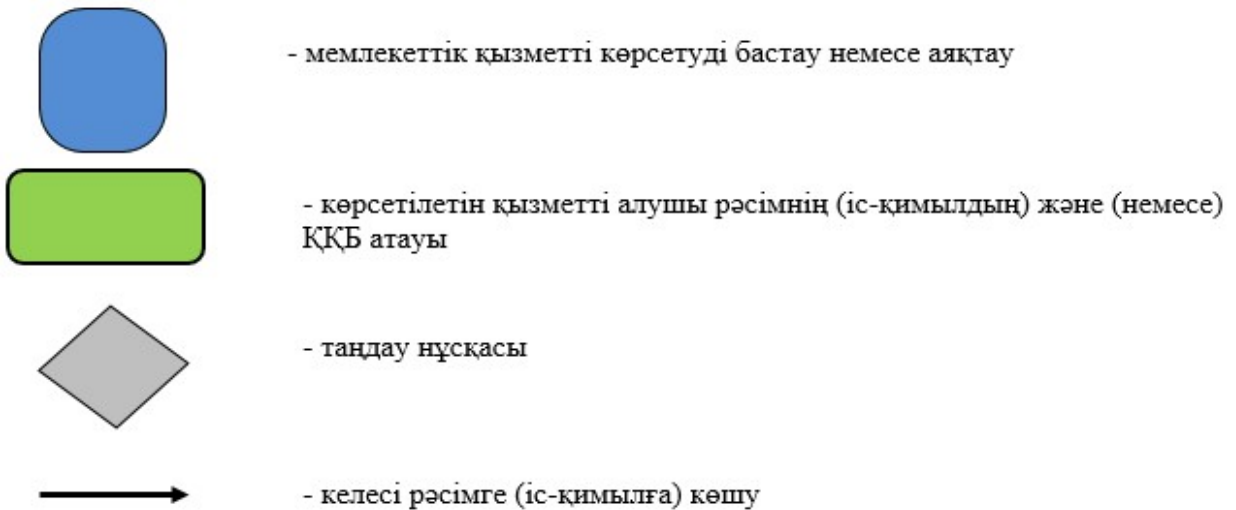 - мемлекеттік қызметті көрсетуді бастау немесе аяқтау
- көрсетілетін қызметті алушы рәсімнің (іс-қимылдың) және (немесе)
ҚҚБ атауы
- таңдау нұсқасы
- келесі рәсімге (іс-қимылға) көшу